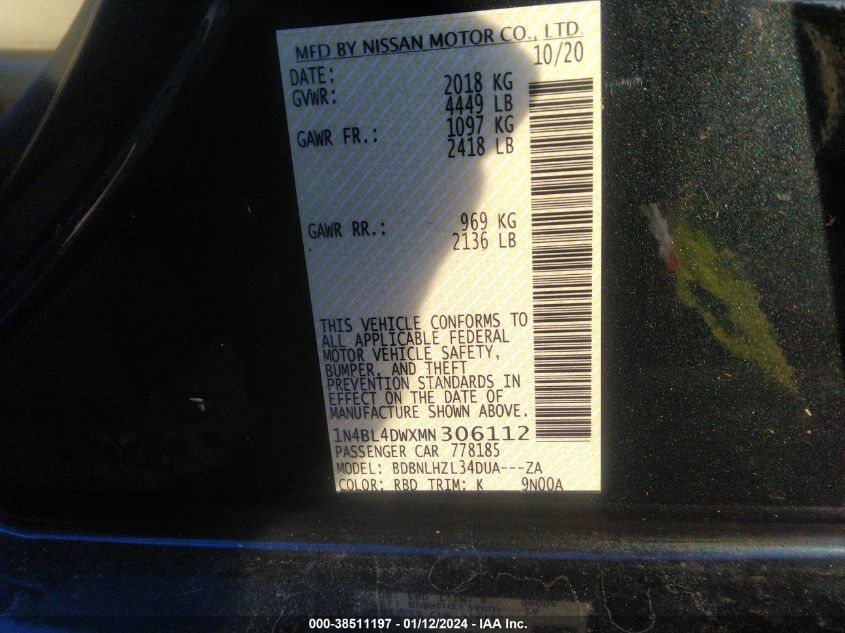 MFD BY NISSAN MOTOR CO., LTD.
DATE: 10/20
GVWR: 2018 KG
4449 LB
GAWR FR.: 1097 KG
2418 LB
GAWR RR.: 969 KG
2136 LB
THIS VEHICLE CONFORMS TO
ALL APPLICABLE FEDERAL
MOTOR VEHICLE SAFETY,
BUMPER, AND THEFT
PREVENTION STANDARDS IN
EFFECT ON THE DATE OF
MANUFACTURE SHOWN ABOVE.
1N4BL4DWXMN306112
PASSENGER CAR 778185
MODEL: BDBNLHZL34DUA---ZA
COLOR: RBD TRIM: K 9N00A
000-38511197 - 01/12/2024 - IAA Inc.